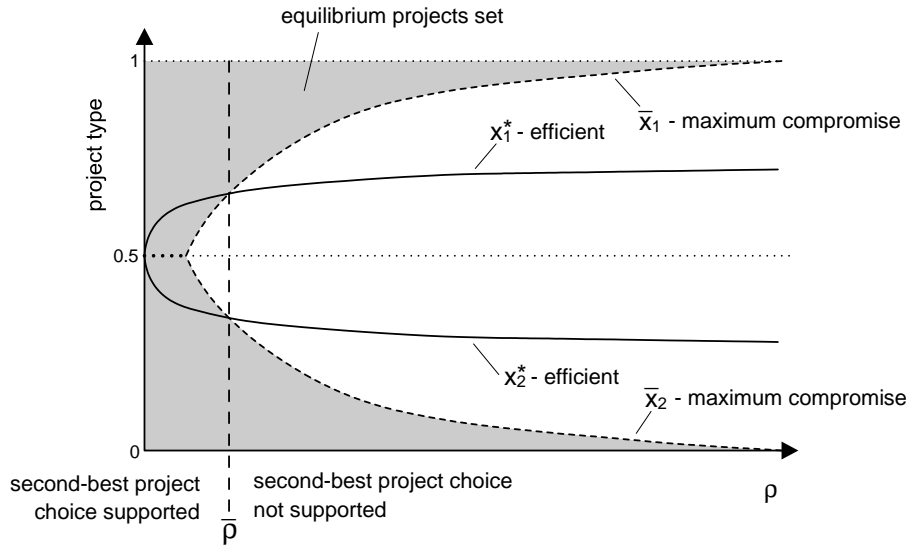 equilibrium projects set
1
project type
x̄₁ - maximum compromise
x₁* - efficient
0.5
x₂* - efficient
x̄₂ - maximum compromise
0
second-best project
choice supported
ρ̄
second-best project choice
not supported
ρ